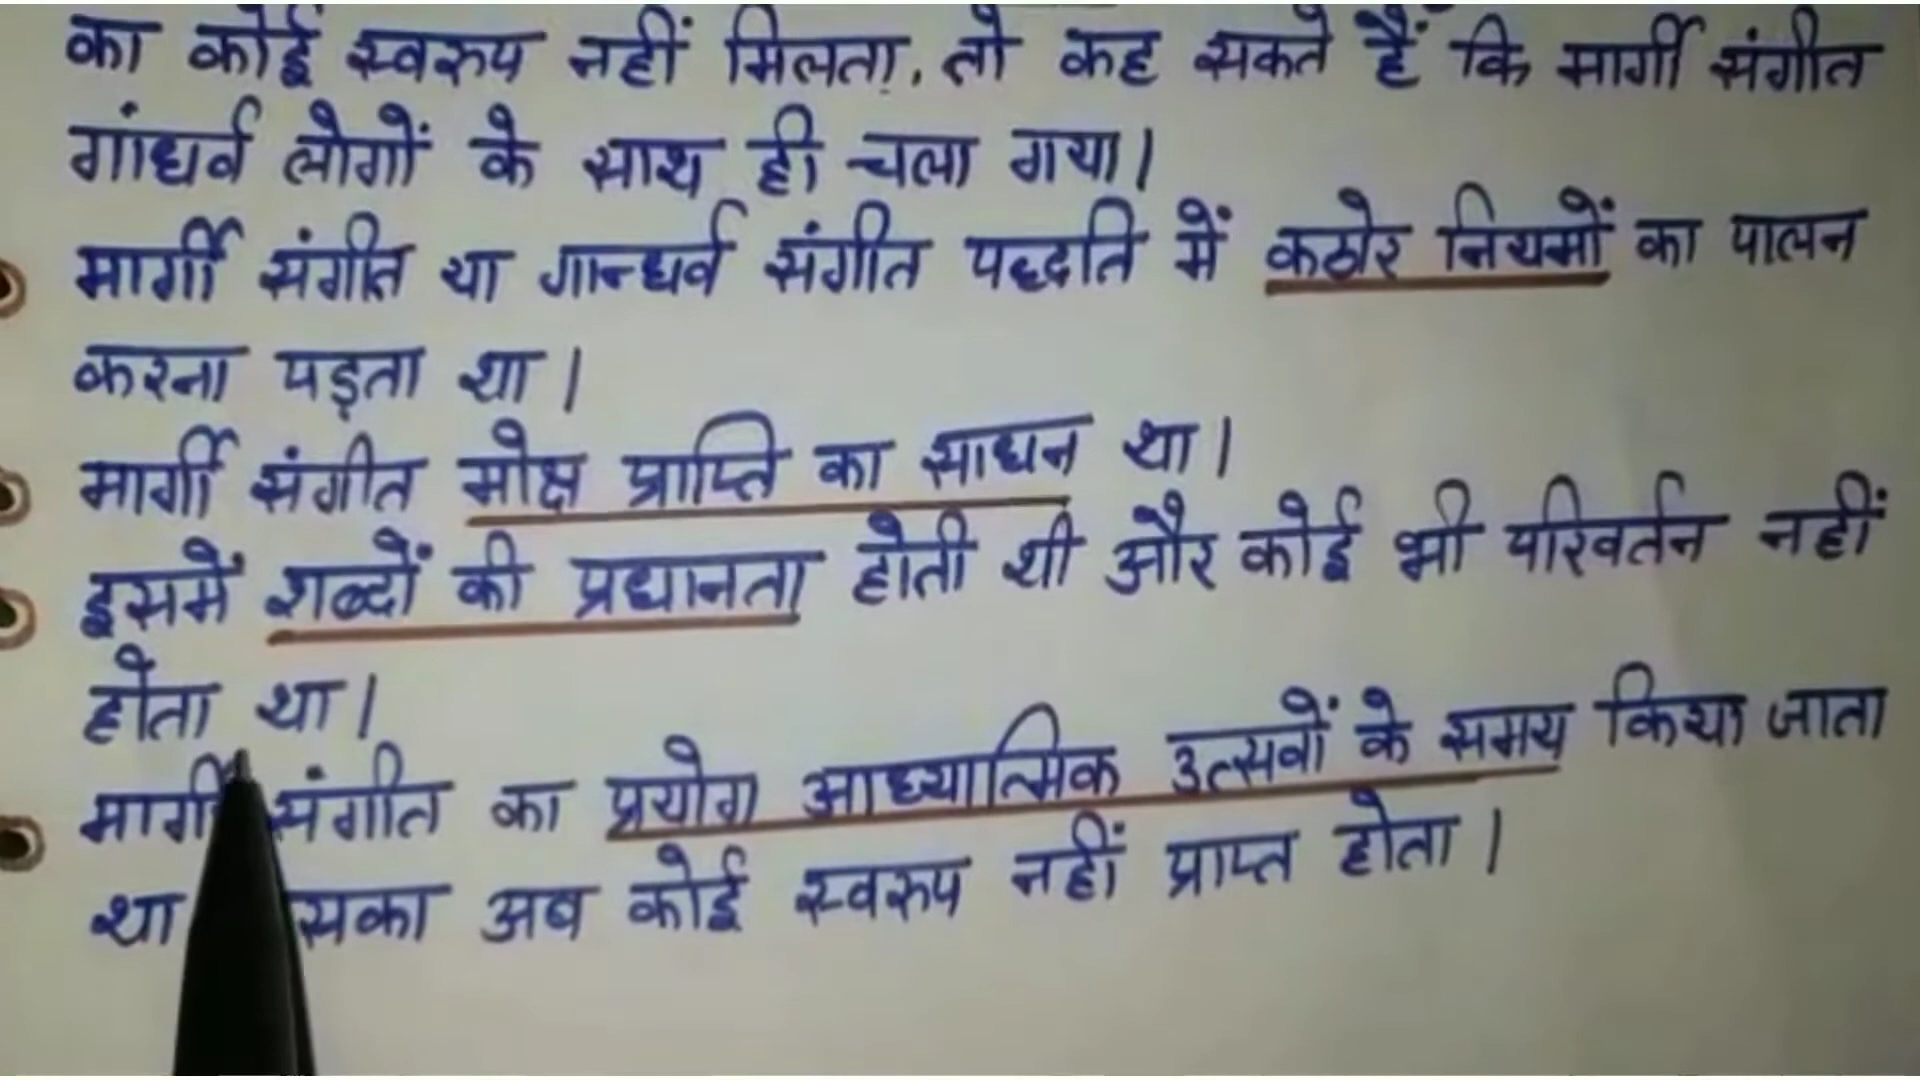 का कोई स्वरुप नहीं मिलता, तो कह सकते हैं कि मार्गी संगीत
गांधर्व लोगों के साथ ही चला गया।
मार्गी संगीत या गान्धर्व संगीत पद्धति में कठोर नियमों का पालन
करना पड़ता था।
मार्गी संगीत मोक्ष प्राप्ति का साधन था।
इसमें शब्दों की प्रधानता होती थी और कोई भी परिवर्तन नहीं
होता था।
मार्गी संगीत का प्रयोग आध्यात्मिक उत्सवों के समय किया जाता
था अब कोई स्वरुप नहीं प्राप्त होता।